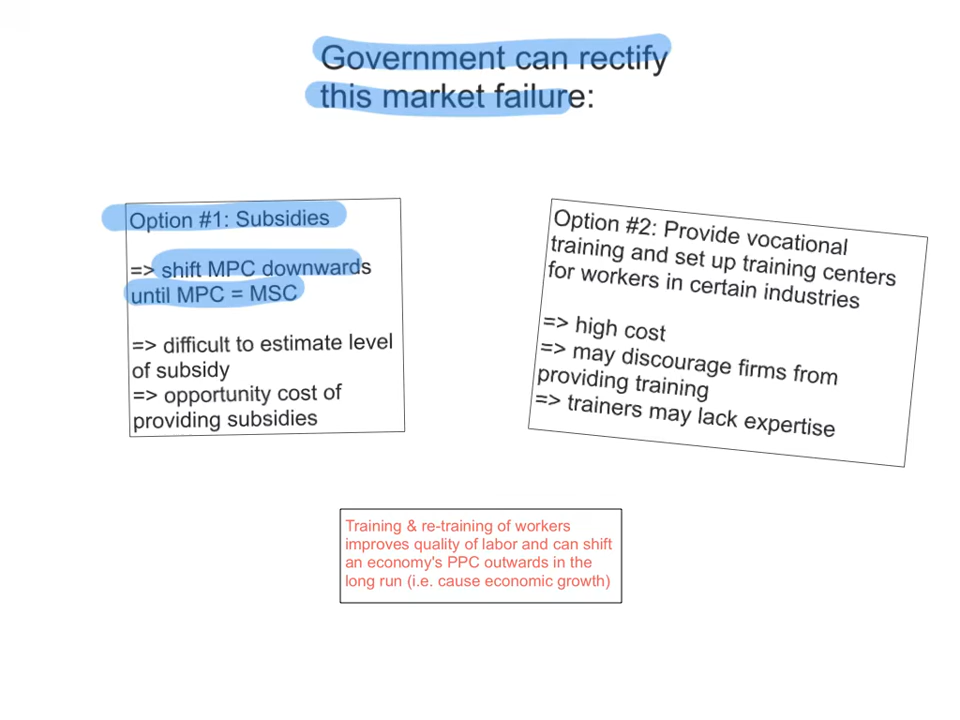 Government can rectify
this market failure:
Option #1: Subsidies
=> shift MPC downwards
until MPC = MSC
=> difficult to estimate level
of subsidy
=> opportunity cost of
providing subsidies
Option #2: Provide vocational
training and set up training centers
for workers in certain industries
=> high cost
=> may discourage firms from
providing training
=> trainers may lack expertise
Training & re-training of workers
improves quality of labor and can shift
an economy's PPC outwards in the
long run (i.e. cause economic growth)